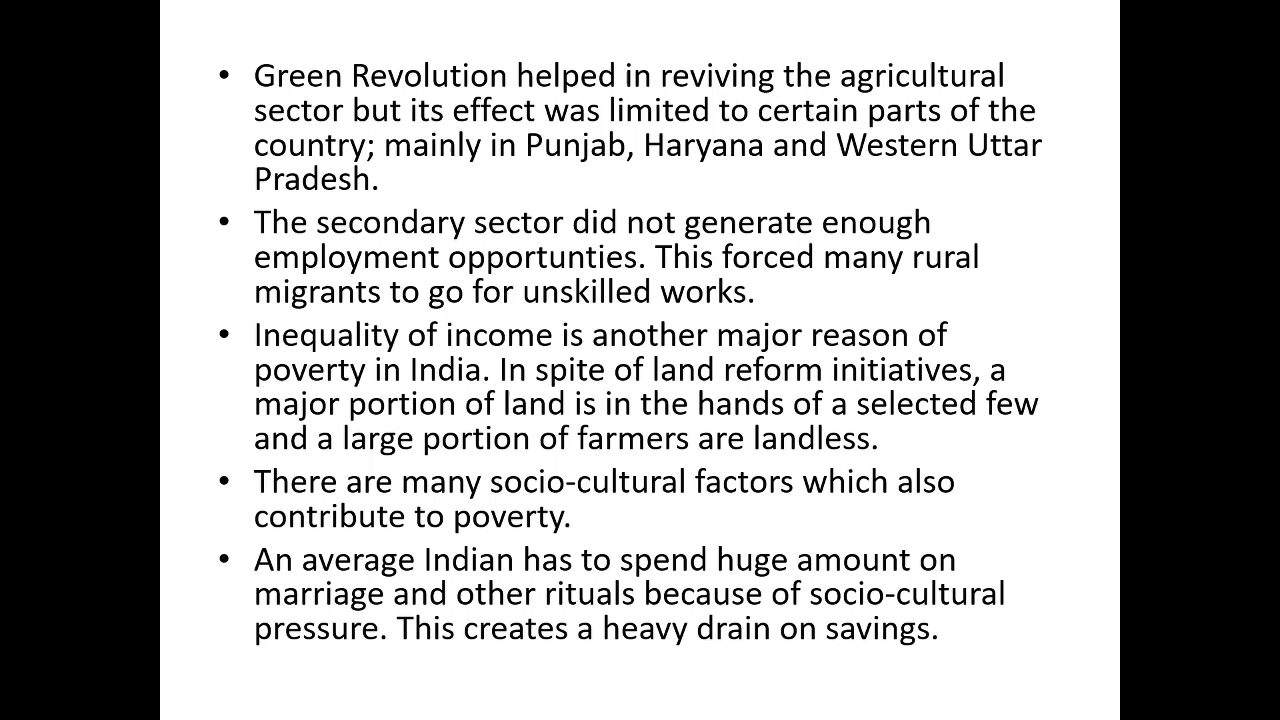 • Green Revolution helped in reviving the agricultural
sector but its effect was limited to certain parts of the
country; mainly in Punjab, Haryana and Western Uttar
Pradesh.
• The secondary sector did not generate enough
employment opportunties. This forced many rural
migrants to go for unskilled works.
• Inequality of income is another major reason of
poverty in India. In spite of land reform initiatives, a
major portion of land is in the hands of a selected few
and a large portion of farmers are landless.
• There are many socio-cultural factors which also
contribute to poverty.
• An average Indian has to spend huge amount on
marriage and other rituals because of socio-cultural
pressure. This creates a heavy drain on savings.